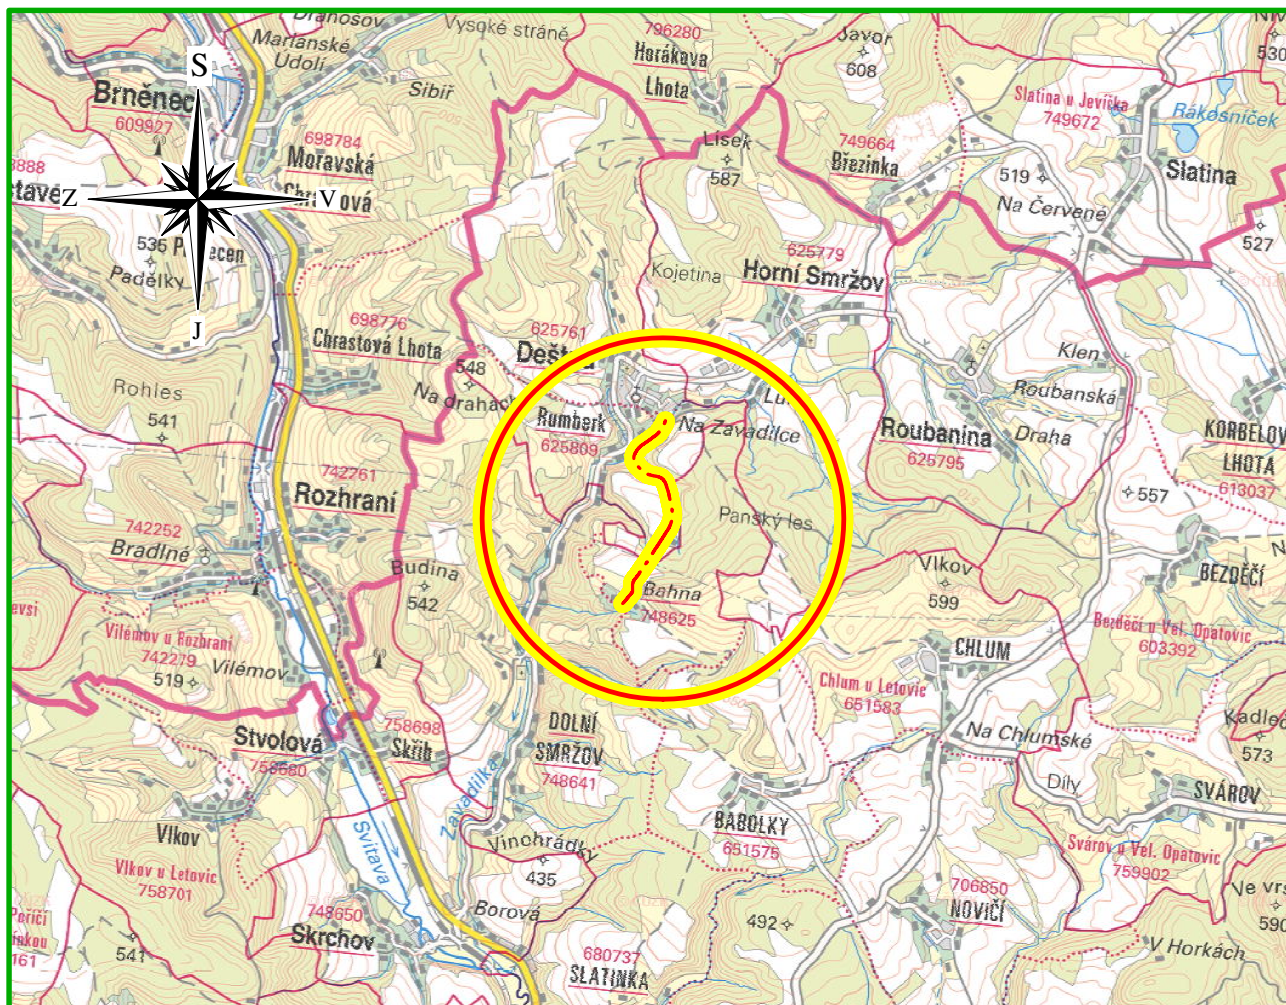 Dranošov
Vysoké stráně
796280
Javor
608
530
Mariánské
Údolí
Horákova
Lhota
S
Sibiř
Brněnec
609927
Slatina u Jevíčka
749672
Rákosníček
698784
Moravská
Lísek
587
749664
Březinka
Slatina
519
Na Červené
Z
V
527
535
Padělky
625779
Horní Smržov
Kojetina
J
698776
Chrastová Lhota
625761
Klen
548
Na drahách
Roubanská
Rohles
541
Rumberk
625809
Na Zavadilce
Roubanina
625795
Draha
KORBELOV
LHOTA
613037
742261
Rozhraní
557
Panský les
742252
Bradlné
Budina
542
Vlkov
599
BEZDĚČÍ
Bahna
748625
Bezděčí u Vel. Opatovic
603392
Vilémov u Rozhraní
742279
Vilémov
519
CHLUM
Chlum u Letovic
651583
758698
Skřib
DOLNÍ
SMRŽOV
748641
Stvolová
758680
Na Chlumské
573
Díly
SVÁROV
Zavadilka
Svitava
Vlkov
Vlkov u Letovic
758701
Vinohrádky
435
BABOLKY
651575
Svárov u Vel. Opatovic
759902
706850
NOVIČÍ
748650
Skrchov
Borová
492
590
541
161
680737
SLATINKA
V Horkách